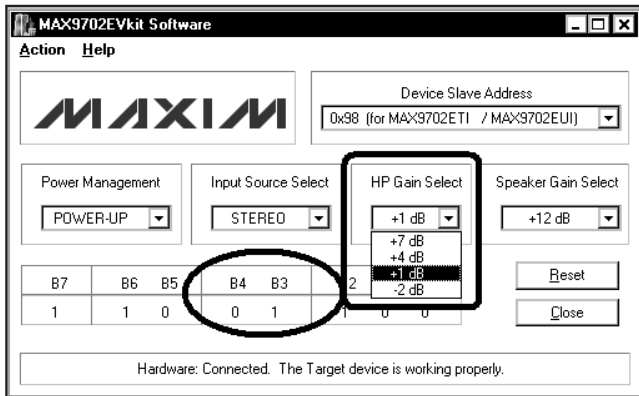 MAX9702EVkit Software
Action Help
MAXIM
Device Slave Address
0x98 (for MAX9702ETI / MAX9702EUI)
Power Management
Input Source Select
HP Gain Select
Speaker Gain Select
POWER-UP
STEREO
+1 dB
+12 dB
+7 dB
+4 dB
+1 dB
-2 dB
B7 B6 B5 B4 B3 2
1 1 0 0 1 1 0 0
Reset
Close
Hardware: Connected. The Target device is working properly.